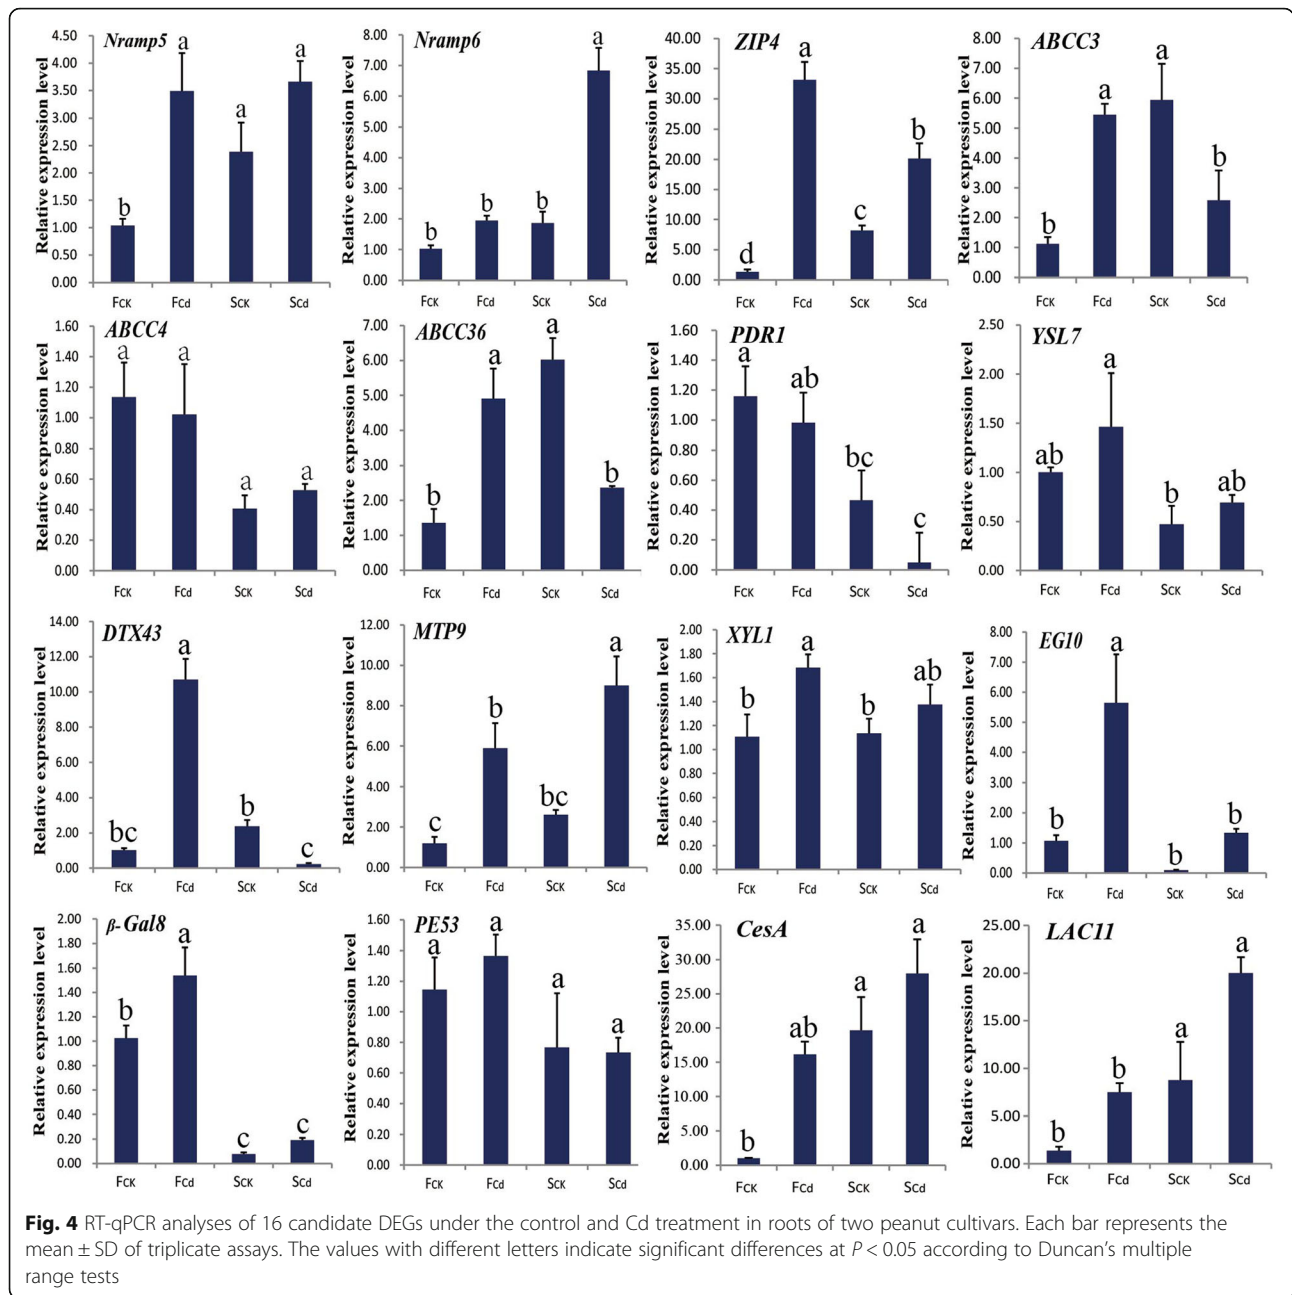 Nramp5
Relative expression level
4.50
4.00
3.50
3.00
2.50
2.00
1.50
1.00
0.50
0.00
b
a
a
a
FCK
FCd
SCK
SCd
Nramp6
Relative expression level
8.00
7.00
6.00
5.00
4.00
3.00
2.00
1.00
0.00
b
b
b
a
FCK
FCd
SCK
SCd
ZIP4
Relative expression level
40.00
35.00
30.00
25.00
20.00
15.00
10.00
5.00
0.00
d
a
c
b
FCK
FCd
SCK
SCd
ABCC3
Relative expression level
8.00
7.00
6.00
5.00
4.00
3.00
2.00
1.00
0.00
b
a
a
b
FCK
FCd
SCK
SCd
ABCC4
Relative expression level
1.60
1.40
1.20
1.00
0.80
0.60
0.40
0.20
0.00
a
a
a
a
FCK
FCd
SCK
SCd
ABCC36
Relative expression level
7.00
6.00
5.00
4.00
3.00
2.00
1.00
0.00
b
a
a
b
FCK
FCd
SCK
SCd
PDR1
Relative expression level
1.60
1.40
1.20
1.00
0.80
0.60
0.40
0.20
0.00
a
ab
bc
c
FCK
FCd
SCK
SCd
YSL7
Relative expression level
2.50
2.00
1.50
1.00
0.50
0.00
ab
a
b
ab
FCK
FCd
SCK
SCd
DTX43
Relative expression level
14.00
12.00
10.00
8.00
6.00
4.00
2.00
0.00
bc
a
b
c
FCK
FCd
SCK
SCd
MTP9
Relative expression level
12.00
10.00
8.00
6.00
4.00
2.00
0.00
c
b
bc
a
FCK
FCd
SCK
SCd
XYL1
Relative expression level
2.00
1.80
1.60
1.40
1.20
1.00
0.80
0.60
0.40
0.20
0.00
b
a
b
ab
FCK
FCd
SCK
SCd
EG10
Relative expression level
8.00
7.00
6.00
5.00
4.00
3.00
2.00
1.00
0.00
b
a
b
b
FCK
FCd
SCK
SCd
β-Gal8
Relative expression level
2.00
1.80
1.60
1.40
1.20
1.00
0.80
0.60
0.40
0.20
0.00
b
a
c
c
FCK
FCd
SCK
SCd
PE53
Relative expression level
1.60
1.40
1.20
1.00
0.80
0.60
0.40
0.20
0.00
a
a
a
a
FCK
FCd
SCK
SCd
CesA
Relative expression level
35.00
30.00
25.00
20.00
15.00
10.00
5.00
0.00
b
ab
a
a
FCK
FCd
SCK
SCd
LAC11
Relative expression level
25.00
20.00
15.00
10.00
5.00
0.00
b
b
a
a
FCK
FCd
SCK
SCd
Fig. 4 RT-qPCR analyses of 16 candidate DEGs under the control and Cd treatment in roots of two peanut cultivars. Each bar represents the
mean ± SD of triplicate assays. The values with different letters indicate significant differences at P < 0.05 according to Duncan's multiple
range tests